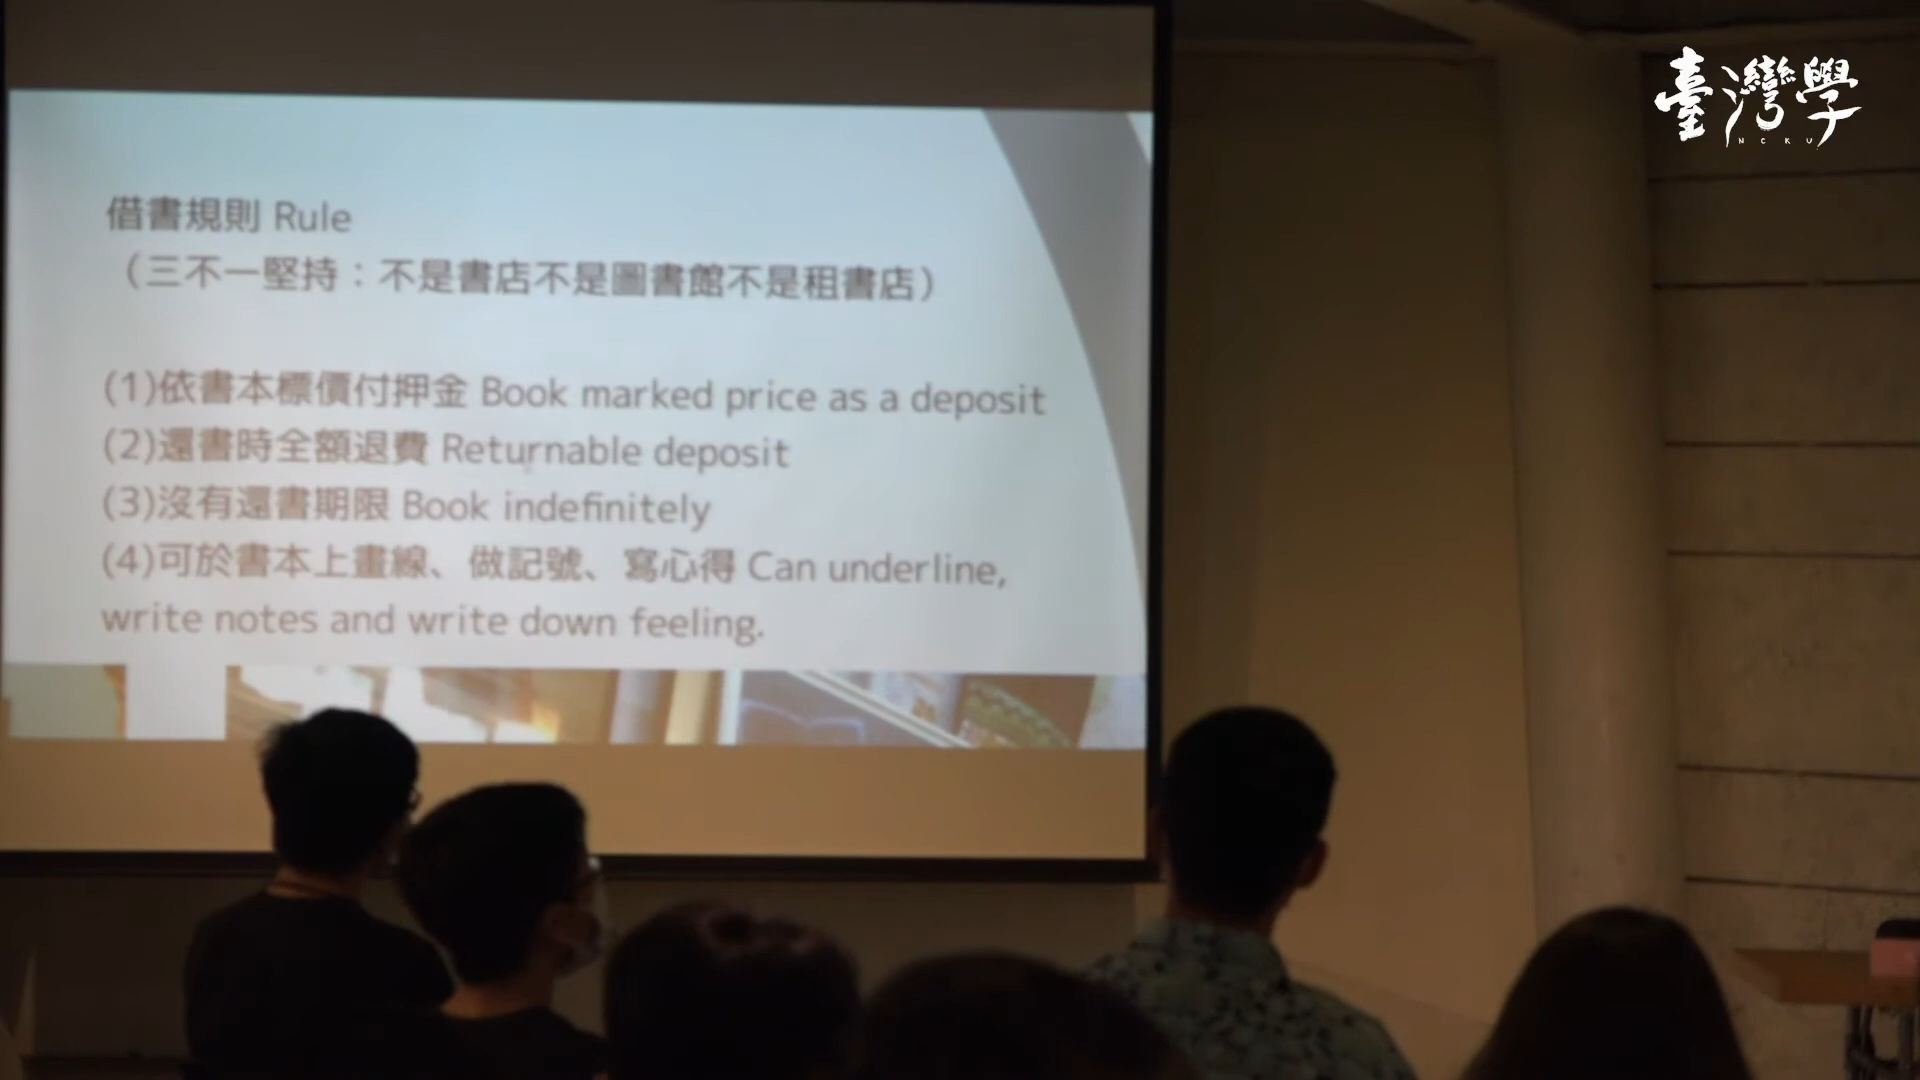 臺灣學
NCKU
借書規則 Rule
（三不一堅持：不是書店不是圖書館不是租書店）
(1)依書本標價付押金 Book marked price as a deposit
(2)還書時全額退費 Returnable deposit
(3)沒有還書期限 Book indefinitely
(4)可於書本上畫線、做記號、寫心得 Can underline,
write notes and write down feeling.